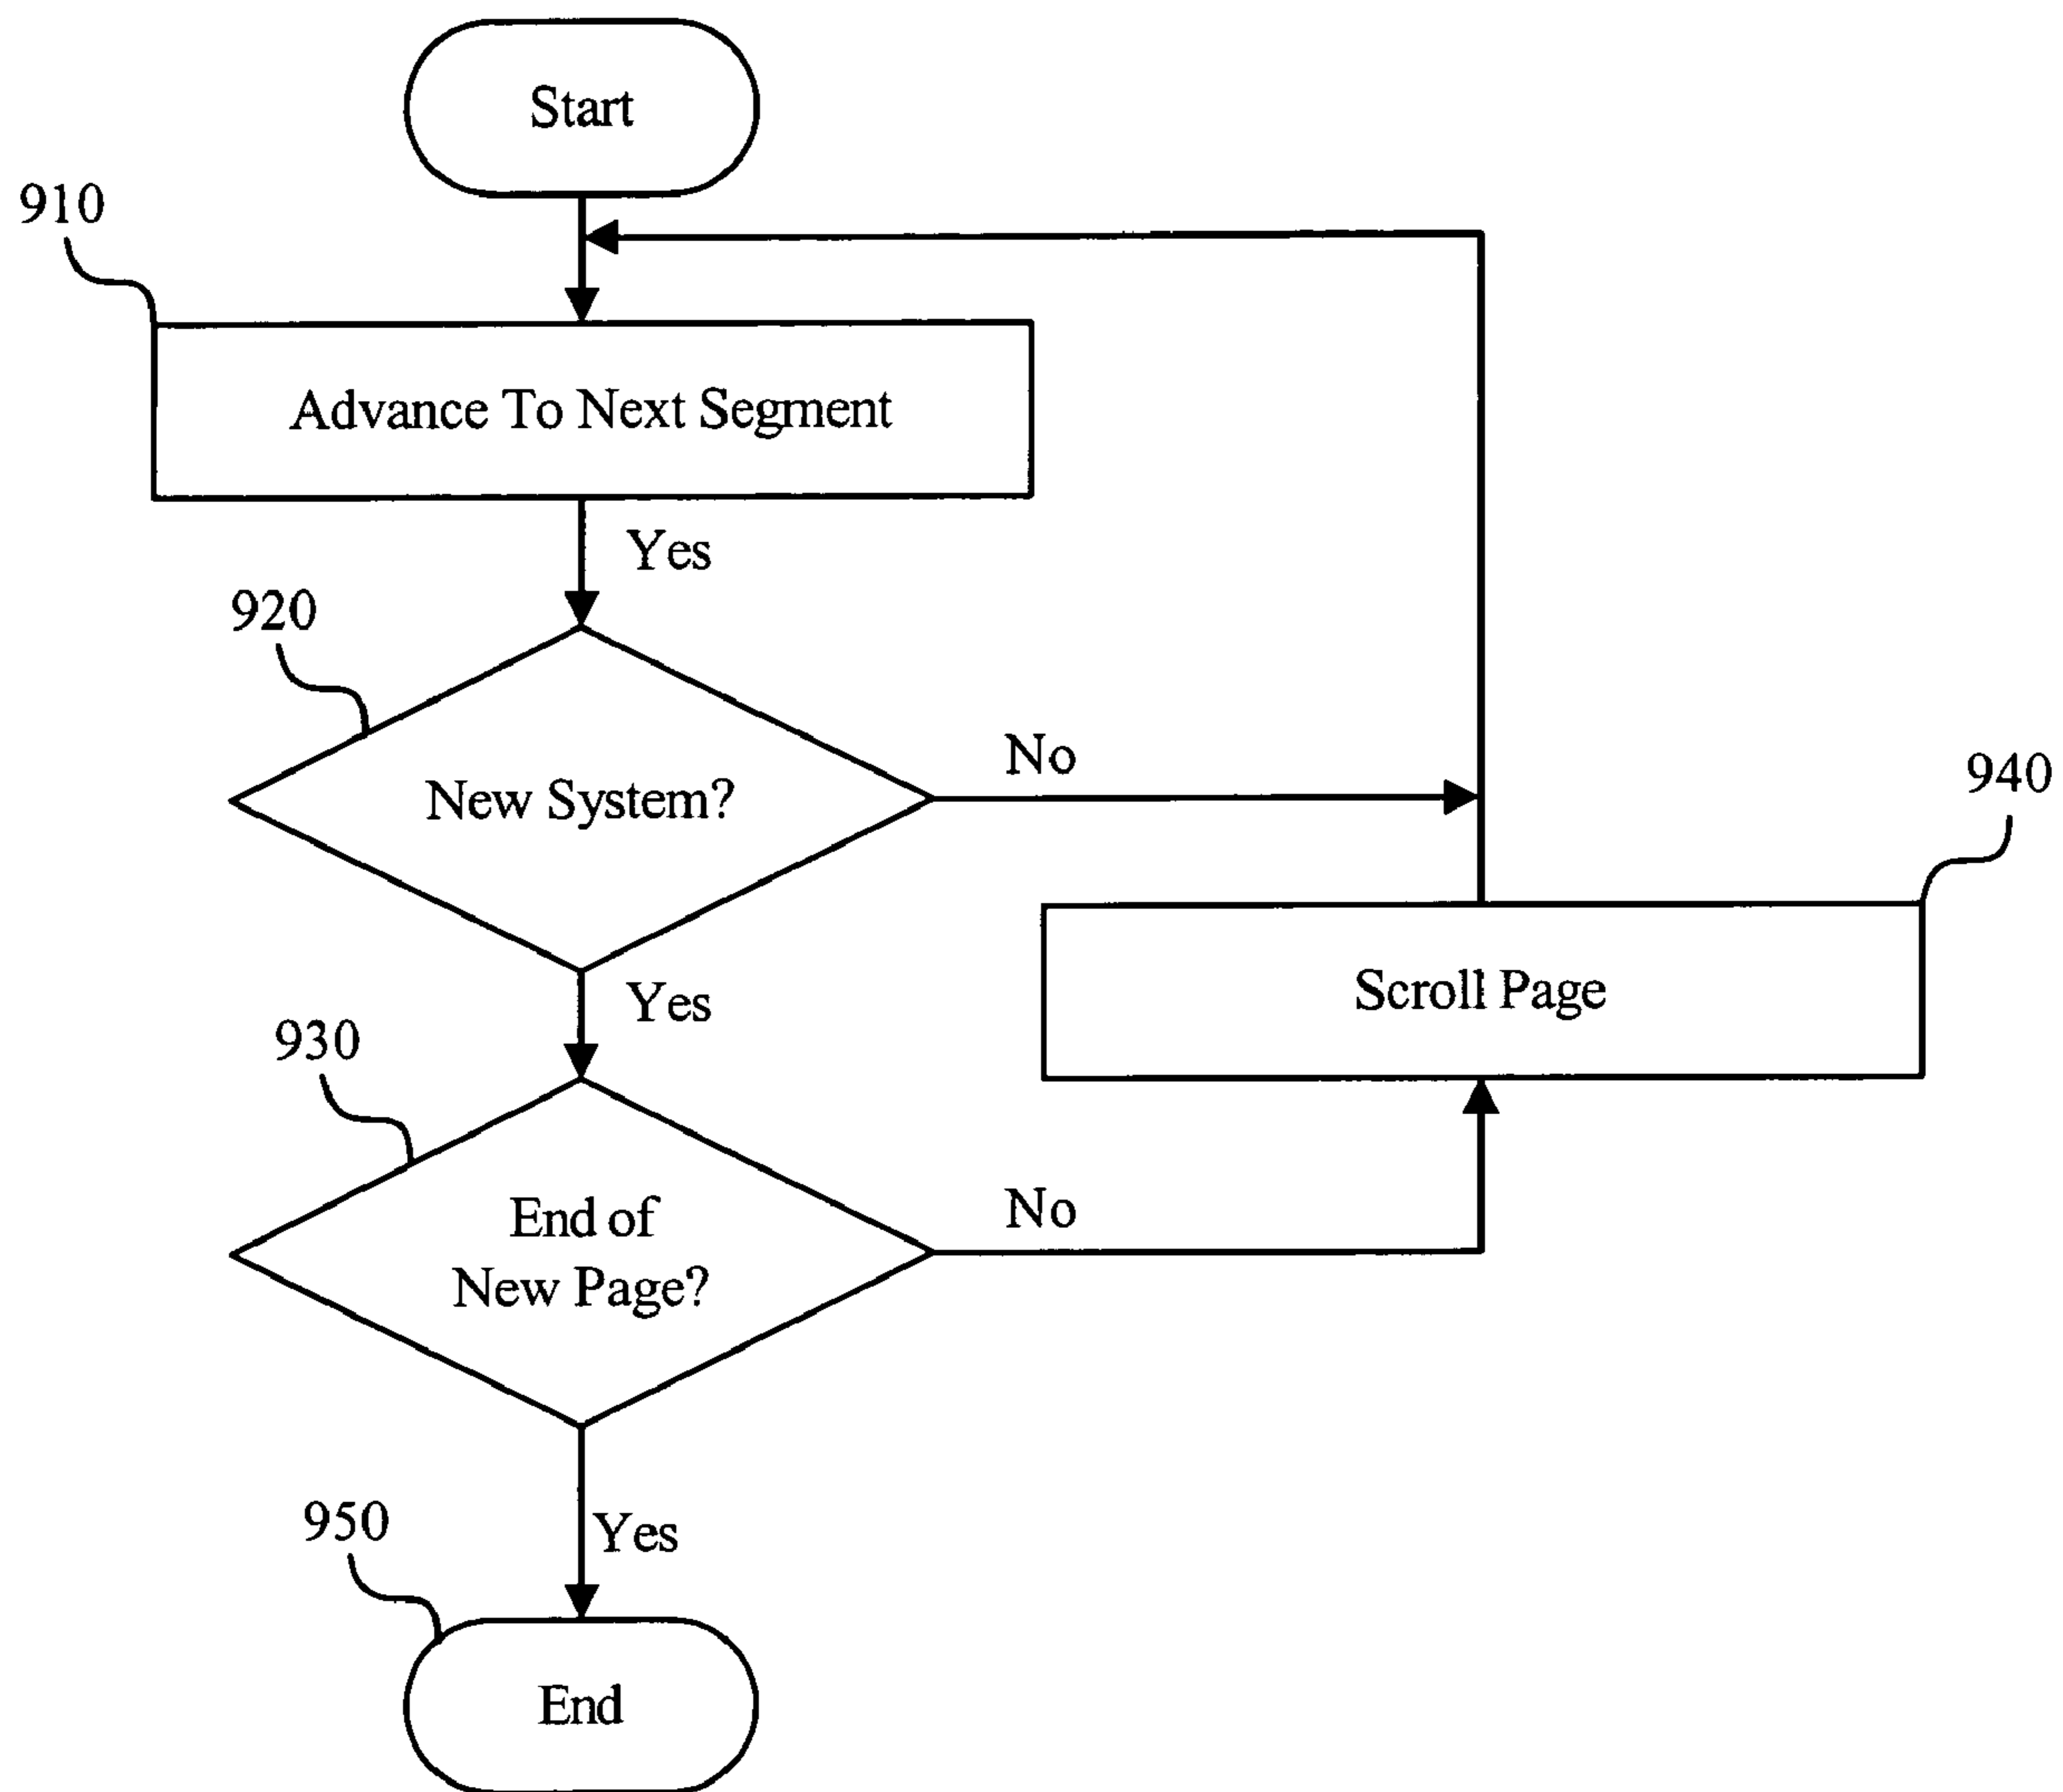 Start
910
Advance To Next Segment
Yes
920
New System?
No
940
Scroll Page
Yes
930
End of
New Page?
No
950
Yes
End